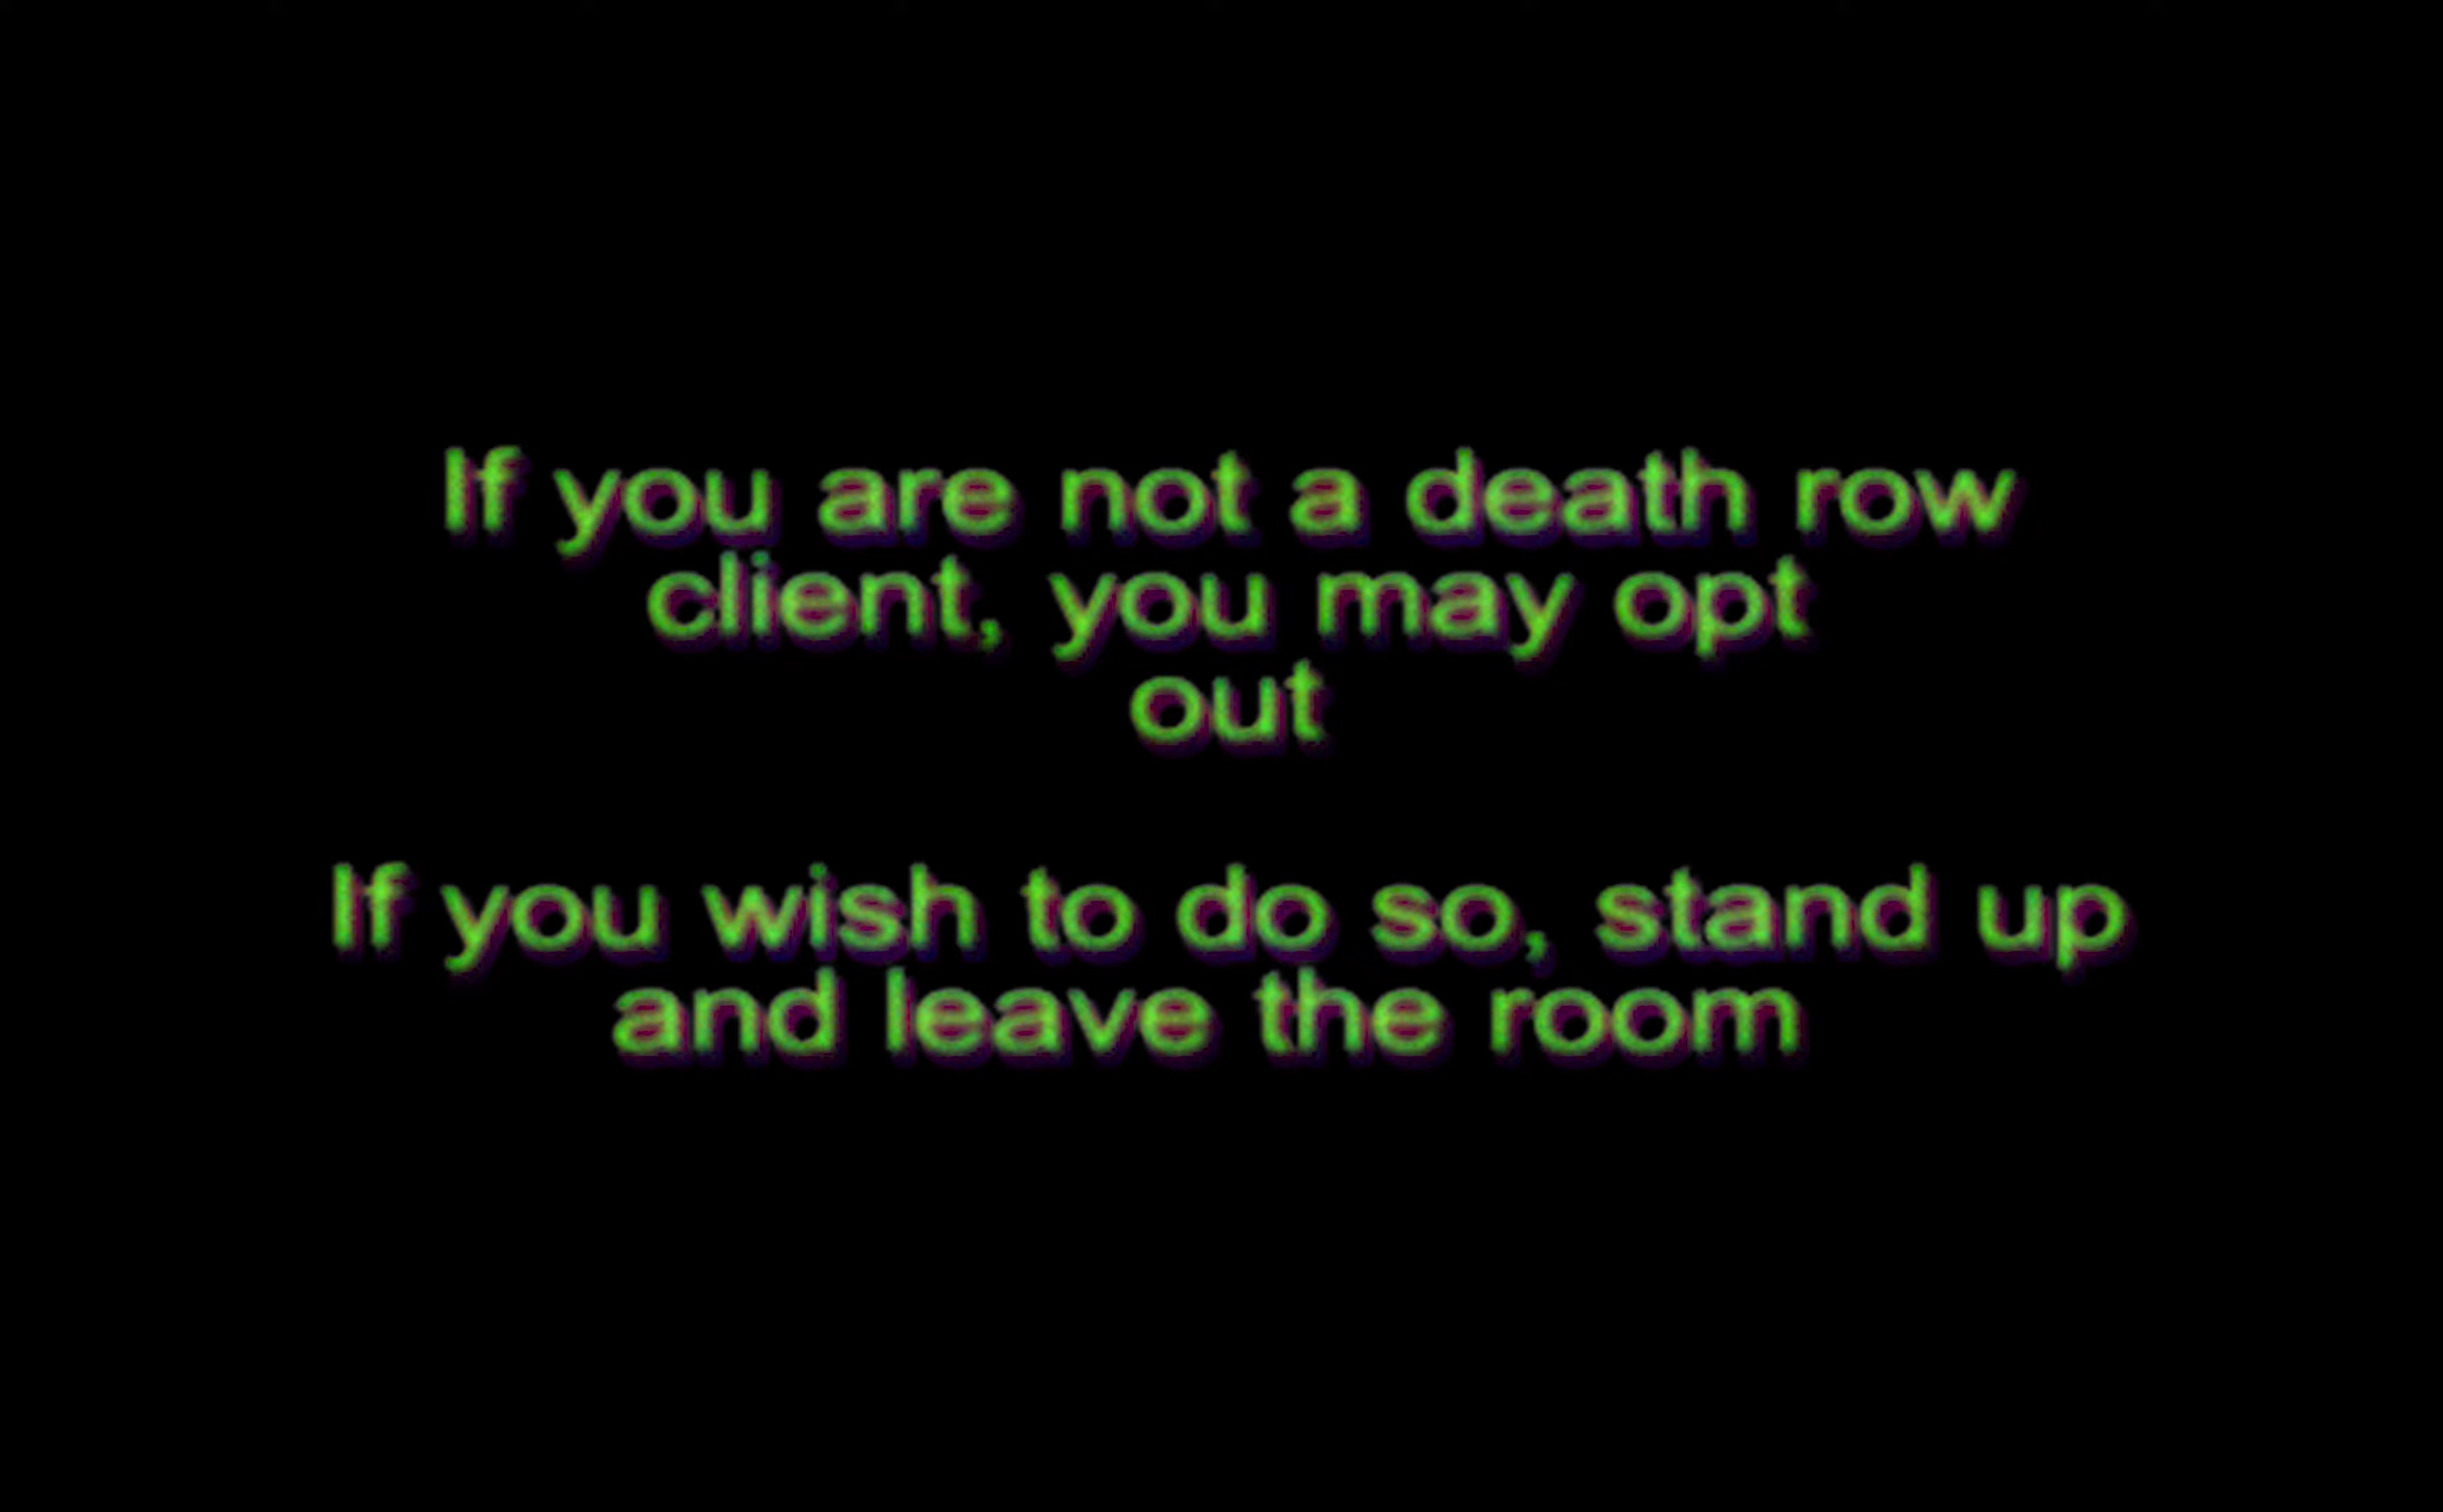 If you are not a death row
client, you may opt
out
If you wish to do so, stand up
and leave the room